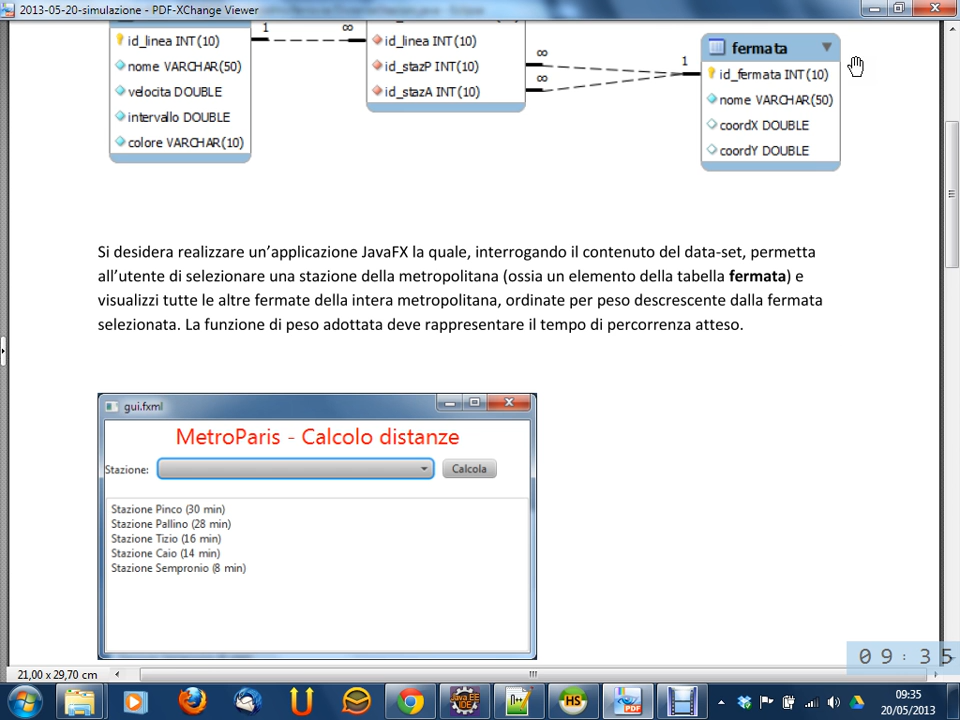 2013-05-20-simulazione - PDF-XChange Viewer
id_linea INT(10)
nome VARCHAR(50)
velocita DOUBLE
intervallo DOUBLE
colore VARCHAR(10)
1
∞
id_linea INT(10)
id_stazP INT(10)
id_stazA INT(10)
∞
∞
1
fermata
id_fermata INT(10)
nome VARCHAR(50)
coordX DOUBLE
coordY DOUBLE
Si desidera realizzare un’applicazione JavaFX la quale, interrogando il contenuto del data-set, permetta
all’utente di selezionare una stazione della metropolitana (ossia un elemento della tabella fermata) e
visualizzi tutte le altre fermate della intera metropolitana, ordinate per peso descrescente dalla fermata
selezionata. La funzione di peso adottata deve rappresentare il tempo di percorrenza atteso.
gui.fxml
MetroParis - Calcolo distanze
Stazione:
Calcola
Stazione Pinco (30 min)
Stazione Pallino (28 min)
Stazione Tizio (16 min)
Stazione Caio (14 min)
Stazione Sempronio (8 min)
09:35
21,00 x 29,70 cm
Java EE
IDE
n++
HS
PDF
09:35
20/05/2013